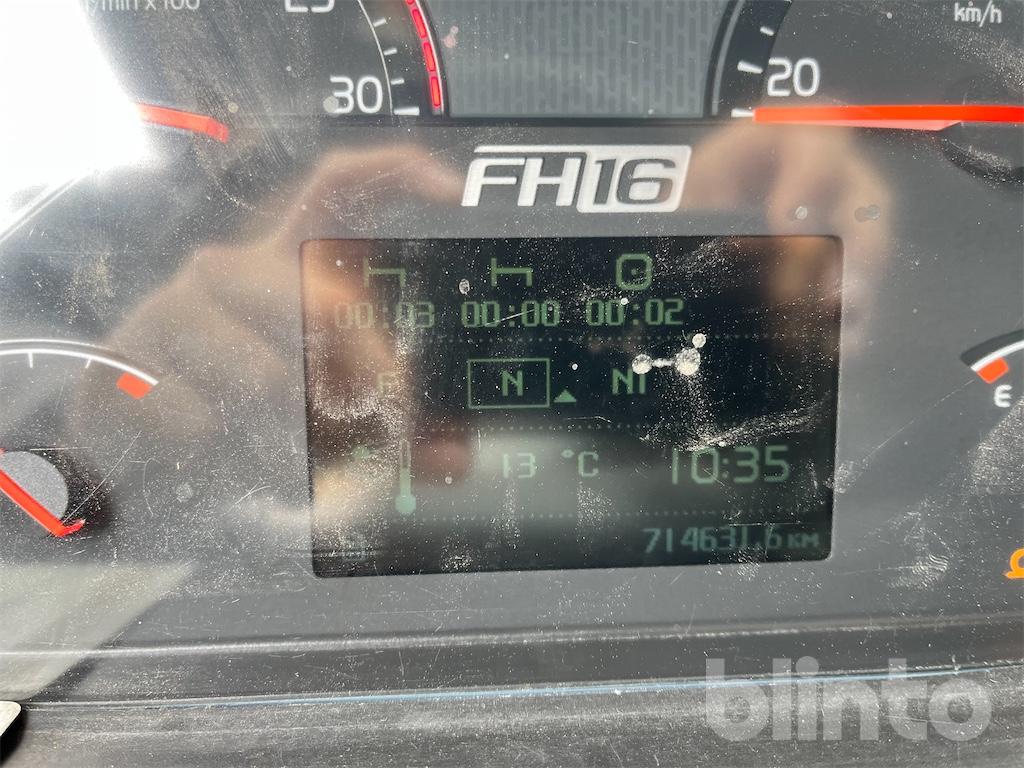 r/min x 100 25 km/h
30 20
FH16
00:03 00:00 00:02
N N1
13 °C 10:35
714631.6 KM
E
blinto